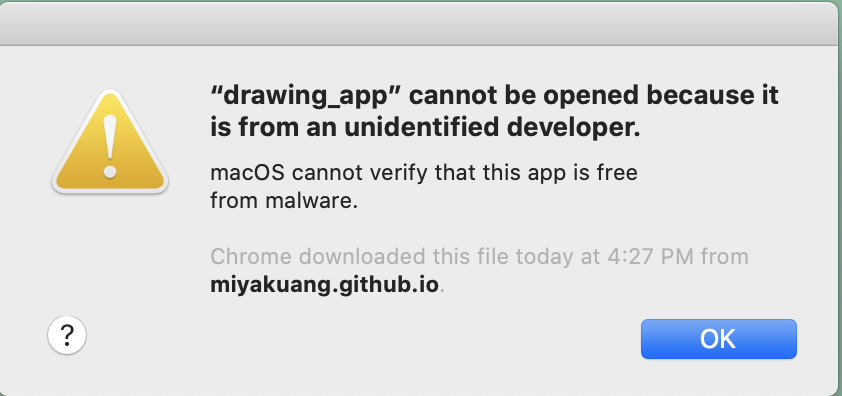 “drawing_app” cannot be opened because it
is from an unidentified developer.
macOS cannot verify that this app is free
from malware.
Chrome downloaded this file today at 4:27 PM from
miyakuang.github.io.
?
OK